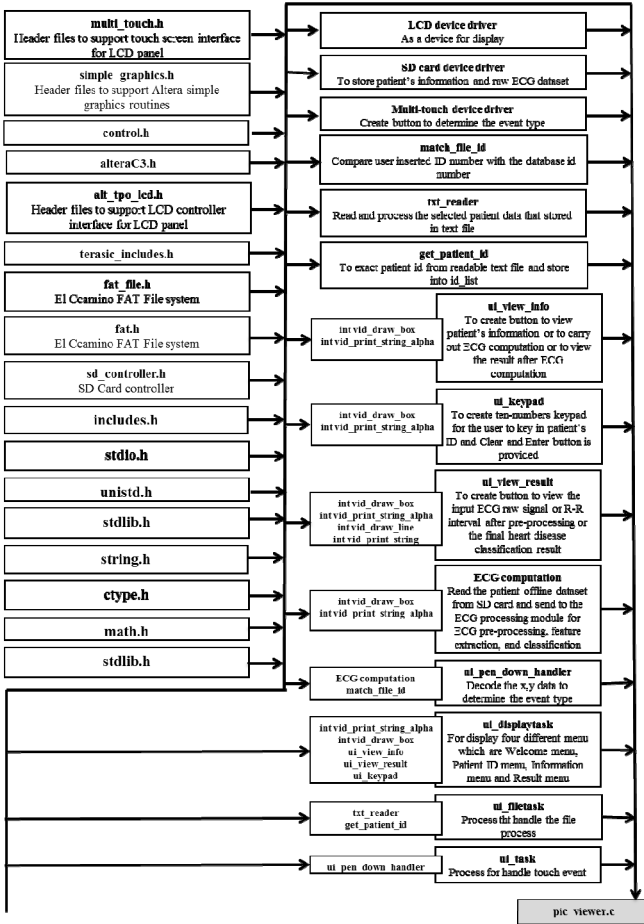 multi_touch.h
Header files to support touch screen interface
for LCD panel
simple_graphics.h
Header files to support Altera simple
graphics routines
control.h
alteraC3.h
alt_tpo_lcd.h
Header files to support LCD controller
interface for LCD panel
terasic_includes.h
fat_file.h
El Ccamino FAT File system
fat.h
El Ccamino FAT File system
sd_controller.h
SD Card controller
includes.h
stdio.h
unistd.h
stdlib.h
string.h
ctype.h
math.h
stdlib.h
LCD device driver
As a device for display
SD card device driver
To store patient's information and raw ECG dataset
Multi-touch device driver
Create button to determine the event type
match_file_id
Compare user inserted ID number with the database id
number
txt_reader
Read and process the selected patient data that stored
in text file
get_patient_id
To exact patient id from readable text file and store
into id_list
int vid_draw_box
int vid_print_string_alpha
ui_view_info
To create button to view
patient's information or to carry
out ECG computation or to view
the result after ECG
computation
int vid_draw_box
int vid_print_string_alpha
ui_keypad
To create ten-numbers keypad
for the user to key in patient's
ID and Clear and Enter button is
provided
int vid_draw_box
int vid_print_string_alpha
int vid_draw_line
int vid_print_string
ui_view_result
To create button to view the
input ECG raw signal or R-R
interval after pre-processing or
the final heart disease
classification result
int vid_draw_box
int vid_print_string_alpha
ECG computation
Read the patient offline dataset
from SD card and send to the
ECG processing module for
ECG pre-processing, feature
extraction, and classification
ECG computation
match_file_id
ui_pen_down_handler
Decode the x,y data to
determine the event type
int vid_print_string_alpha
int vid_draw_box
ui_view_info
ui_view_result
ui_keypad
ui_displaytask
For display four different menu
which are Welcome menu,
Patient ID menu, Information
menu and Result menu
txt_reader
get_patient_id
ui_filetask
Process tht handle the file
process
ui_pen_down_handler
ui_task
Process for handle touch event
pic_viewer.c